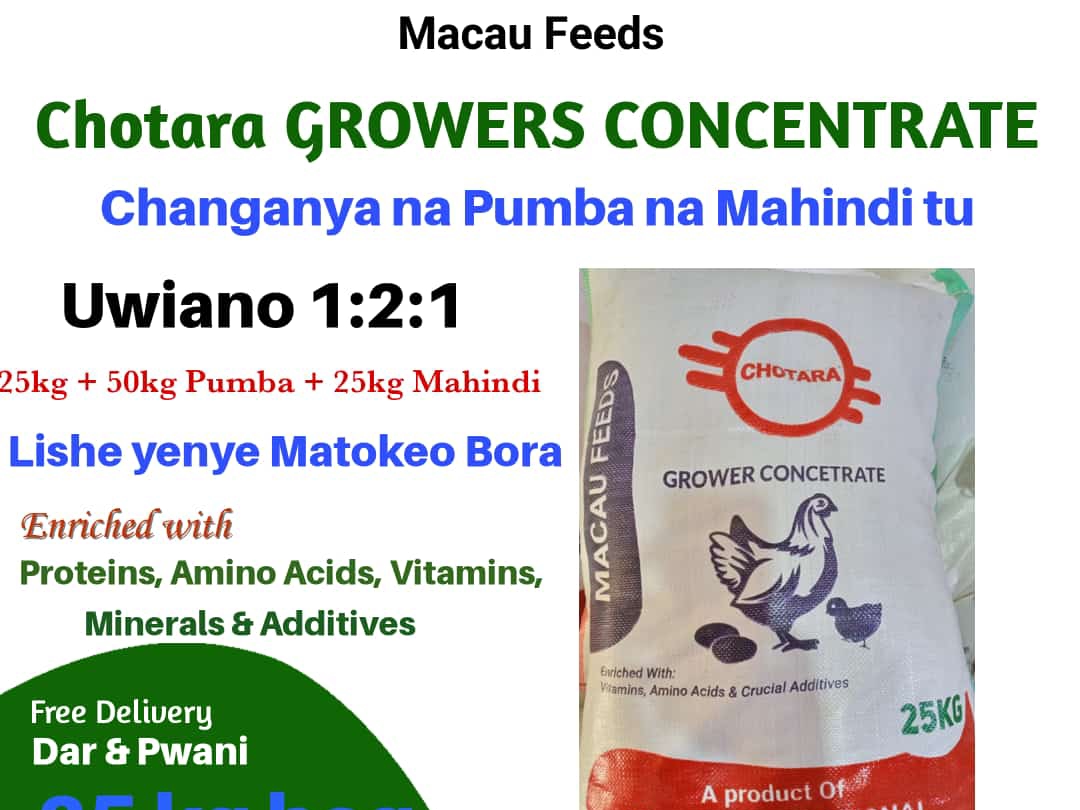 Macau Feeds
Chotara GROWERS CONCENTRATE
Changanya na Pumba na Mahindi tu
Uwiano 1:2:1
25kg + 50kg Pumba + 25kg Mahindi
Lishe yenye Matokeo Bora
Enriched with
Proteins, Amino Acids, Vitamins,
Minerals & Additives
Free Delivery
Dar & Pwani
CHOTARA
MACAU FEEDS
GROWER CONCETRATE
Enriched With:
Vitamins, Amino Acids & Crucial Additives
25KG
A product Of